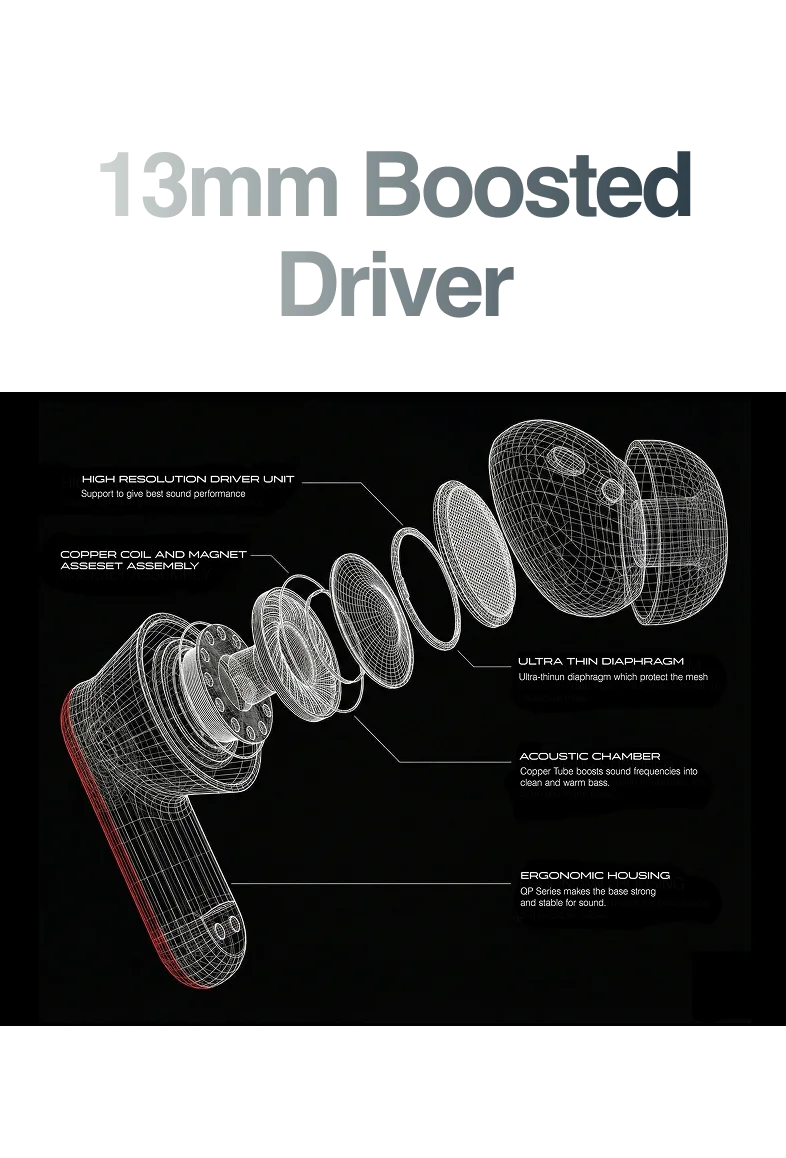 13mm Boosted
Driver
HIGH RESOLUTION DRIVER UNIT
Support to give best sound performance
COPPER COIL AND MAGNET
ASSESET ASSEMBLY
ULTRA THIN DIAPHRAGM
Ultra-thinun diaphragm which protect the mesh
ACOUSTIC CHAMBER
Copper Tube boosts sound frequencies into
clean and warm bass.
ERGONOMIC HOUSING
QP Series makes the base strong
and stable for sound.